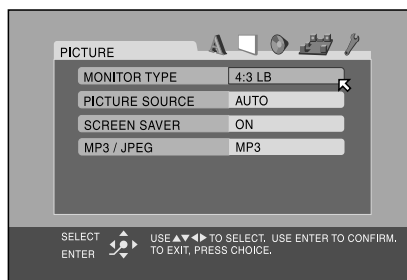 PICTURE
MONITOR TYPE 4:3 LB
PICTURE SOURCE AUTO
SCREEN SAVER ON
MP3 / JPEG MP3
SELECT
ENTER
USE ▲▼◀▶ TO SELECT. USE ENTER TO CONFIRM.
TO EXIT, PRESS CHOICE.